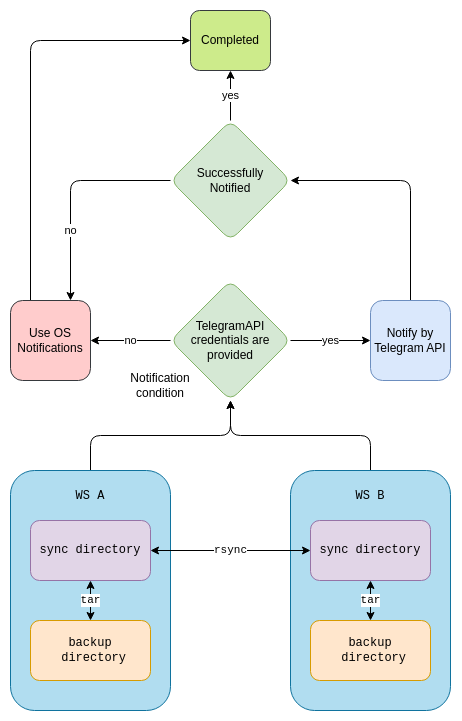 Completed
yes
Successfully
Notified
no
Use OS
Notifications
no
TelegramAPI
credentials are
provided
yes
Notify by
Telegram API
Notification
condition
WS A
WS B
sync directory
rsync
sync directory
tar
tar
backup
directory
backup
directory